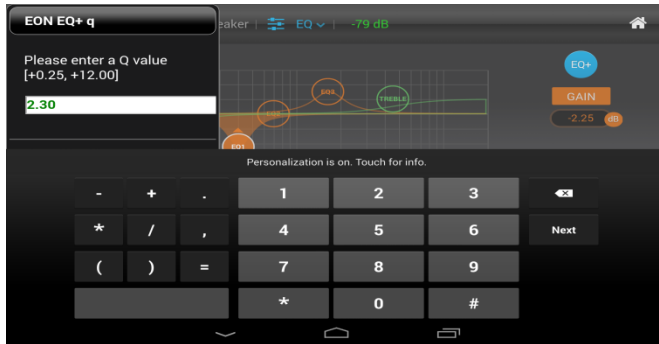 EON EQ+ q
eaker | EQ | -79 dB
Please enter a Q value
[+0.25, +12.00]
2.30
EQ+
GAIN
-2.25 dB
EQ3
TREBLE
EQ1
Personalization is on. Touch for info.
- + . 1 2 3
* / , 4 5 6 Next
( ) = 7 8 9
* 0 #